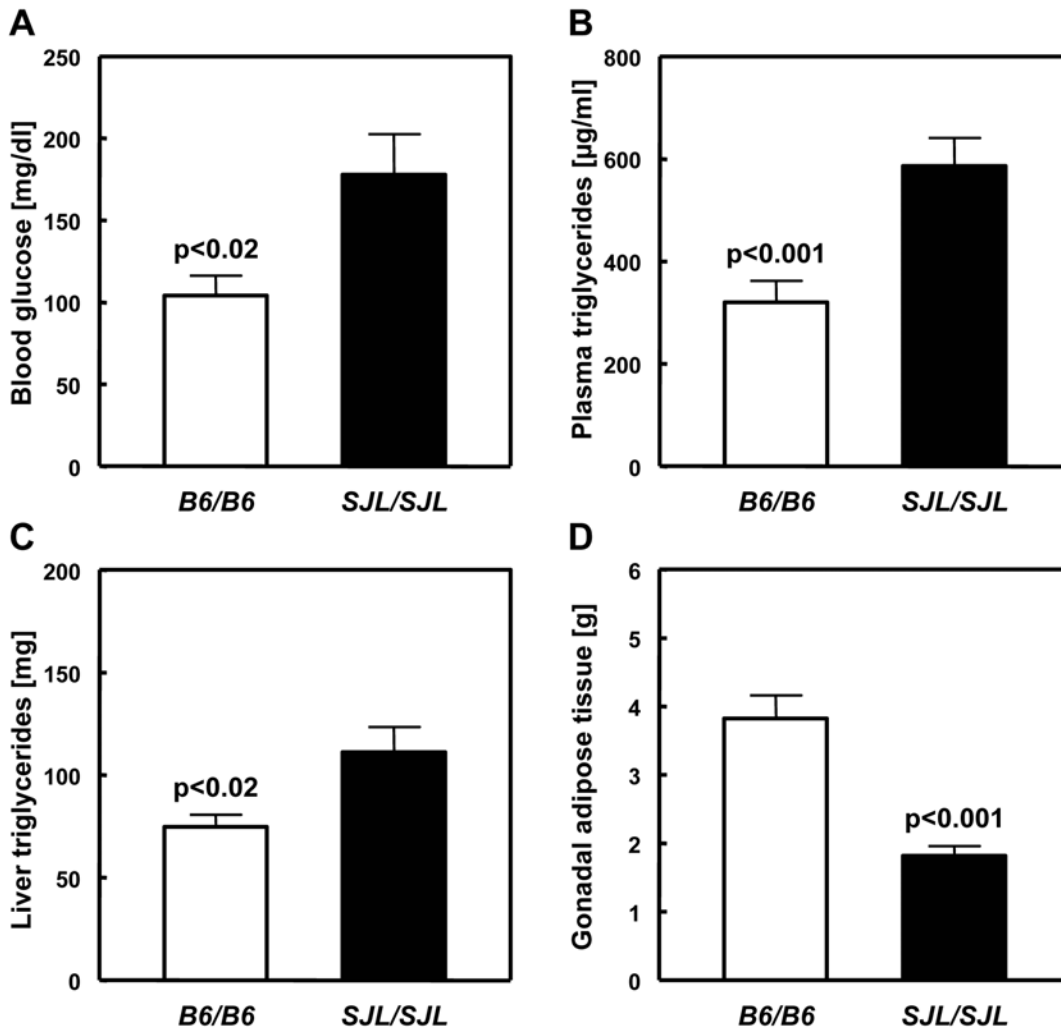 A
Blood glucose [mg/dl]
250
200
150
100
50
0
p<0.02
B6/B6 SJL/SJL
B
Plasma triglycerides [µg/ml]
800
600
400
200
0
p<0.001
B6/B6 SJL/SJL
C
Liver triglycerides [mg]
200
150
100
50
0
p<0.02
B6/B6 SJL/SJL
D
Gonadal adipose tissue [g]
6
5
4
3
2
1
0
p<0.001
B6/B6 SJL/SJL